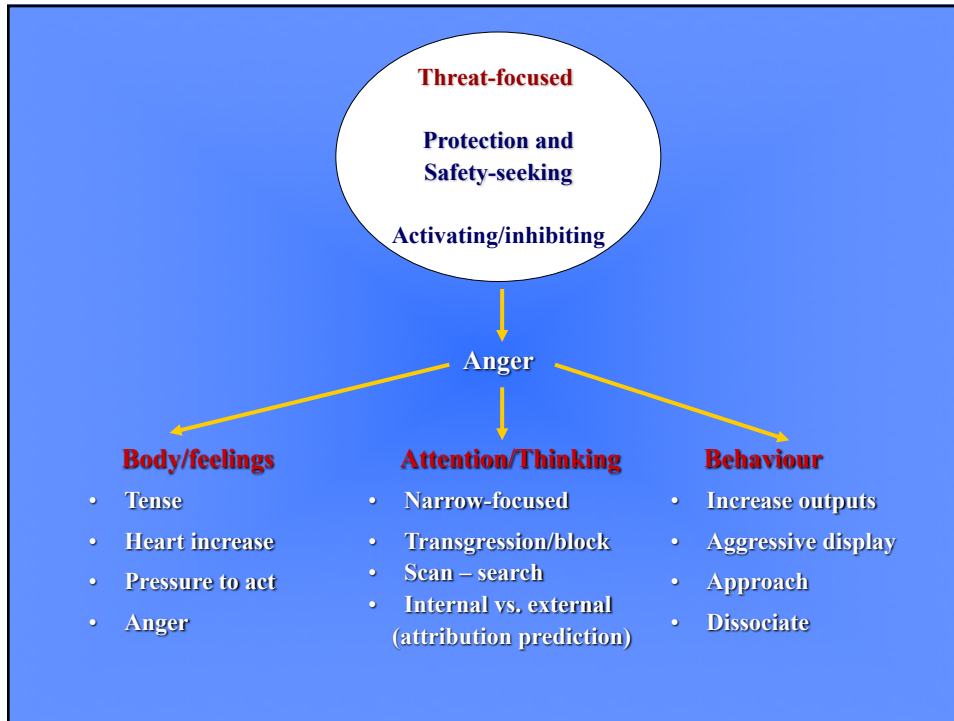 Threat-focused
Protection and
Safety-seeking
Activating/inhibiting
Anger
Body/feelings
• Tense
• Heart increase
• Pressure to act
• Anger
Attention/Thinking
• Narrow-focused
• Transgression/block
• Scan – search
• Internal vs. external
(attribution prediction)
Behaviour
• Increase outputs
• Aggressive display
• Approach
• Dissociate